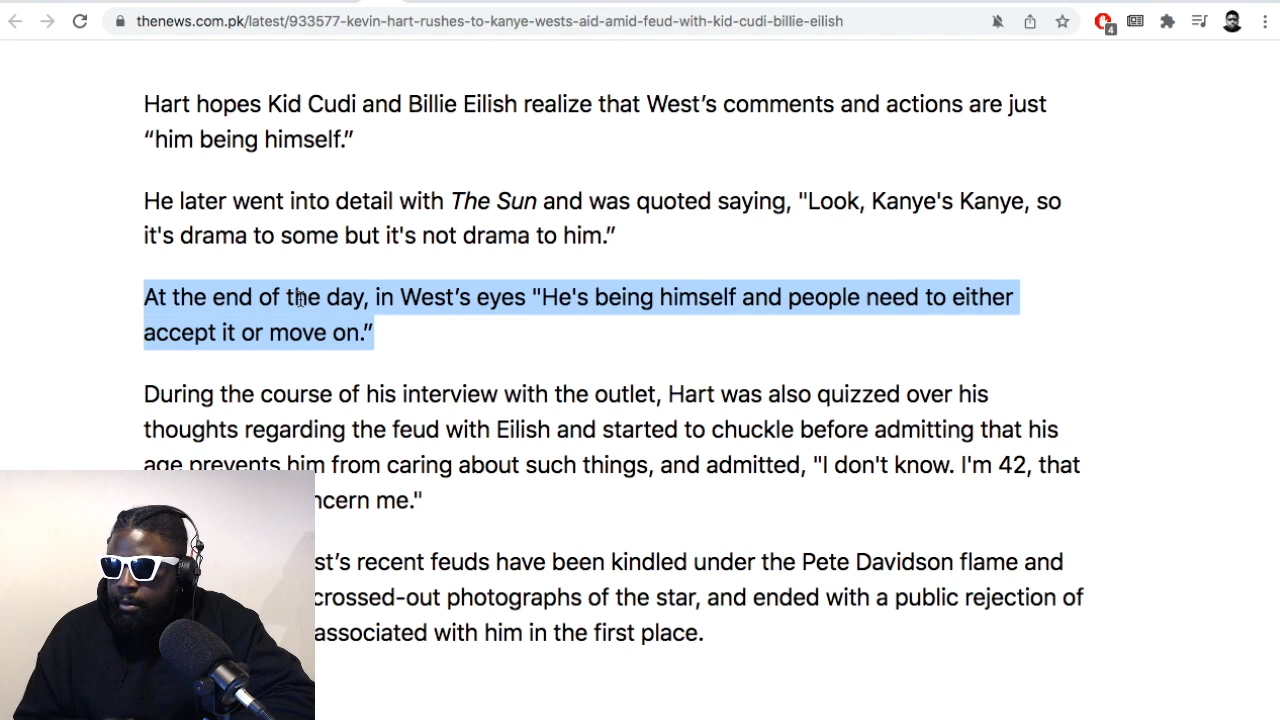 thenews.com.pk/latest/933577-kevin-hart-rushes-to-kanye-wests-aid-amid-feud-with-kid-cudi-billie-eilish
4
Hart hopes Kid Cudi and Billie Eilish realize that West’s comments and actions are just
“him being himself.”
He later went into detail with The Sun and was quoted saying, "Look, Kanye's Kanye, so
it's drama to some but it's not drama to him.”
At the end of the day, in West’s eyes "He's being himself and people need to either
accept it or move on.”
During the course of his interview with the outlet, Hart was also quizzed over his
thoughts regarding the feud with Eilish and started to chuckle before admitting that his
age prevents him from caring about such things, and admitted, "I don't know. I'm 42, that
ncern me."
st’s recent feuds have been kindled under the Pete Davidson flame and
crossed-out photographs of the star, and ended with a public rejection of
associated with him in the first place.